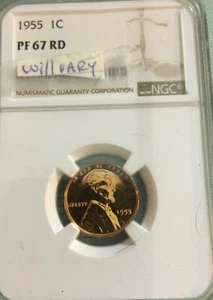 1955 1C
PF 67 RD
will vary
NUMISMATIC GUARANTY CORPORATION
NGC
LIBERTY
1955